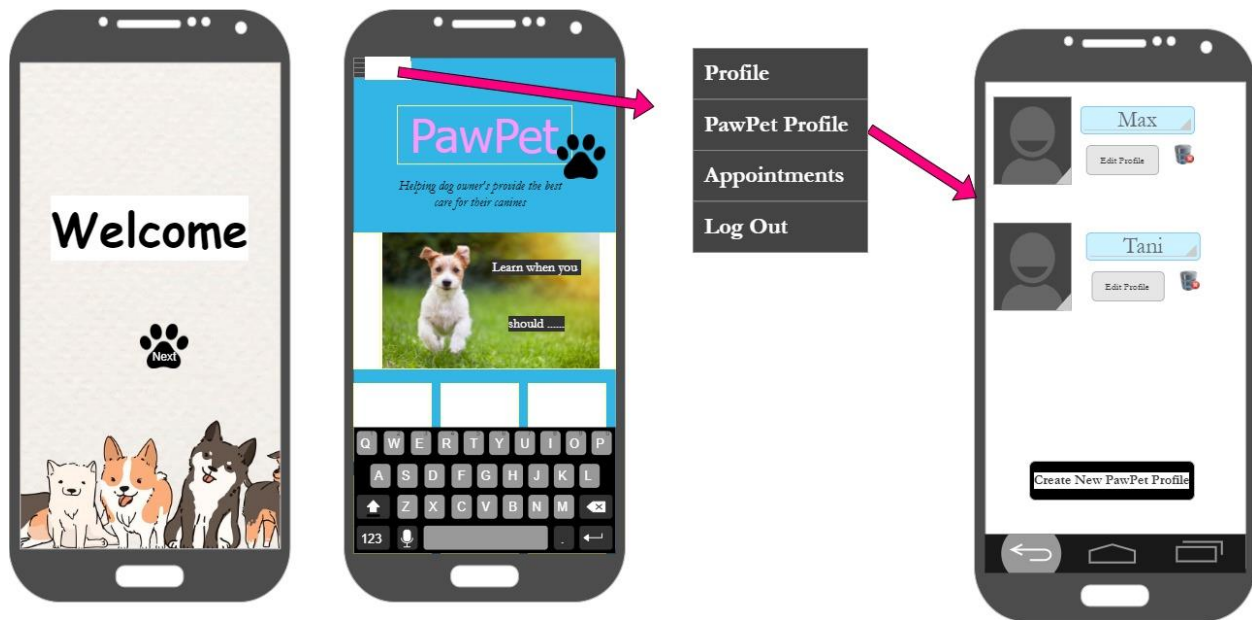 Welcome
Next
PawPet
Helping dog owner's provide the best
care for their canines
Learn when you
should ......
Q W E R T Y U I O P
A S D F G H J K L
Z X C V B N M
123 .
Profile
PawPet Profile
Appointments
Log Out
Max
Edit Profile
Tani
Edit Profile
Create New PawPet Profile